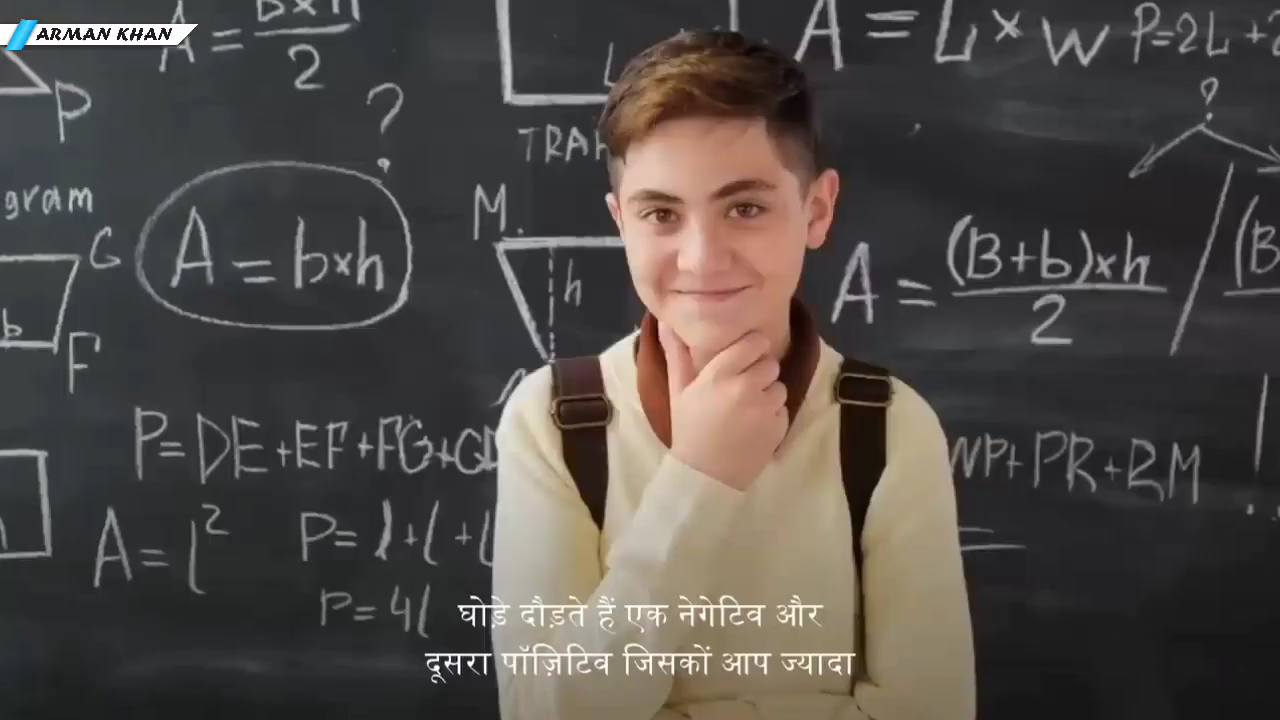 ARMAN KHAN
A = b×h
2
A = L×W P=2L+2
?
?
P
TRA
gram
M
A = b×h
G
h
A = (B+b)×h
2
b
F
P=DE+EF+FG+G
NP+PR+RM
A=l²
P=l+l+l
P=4l
घोड़े दौड़ते हैं एक नेगेटिव और
दूसरा पॉज़िटिव जिसकों आप ज्यादा